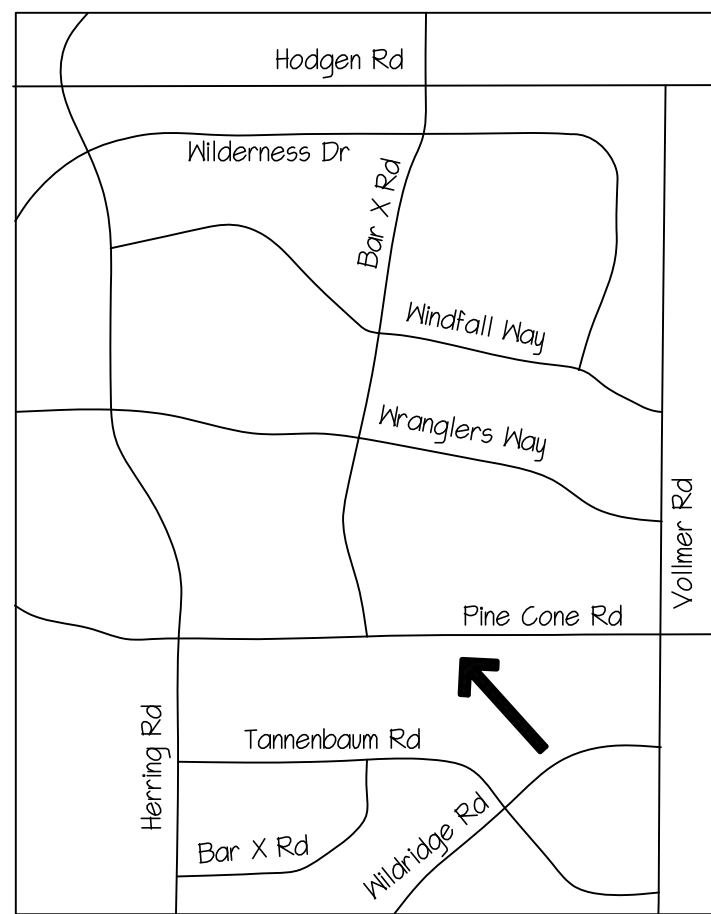 Hodgen Rd
Wilderness Dr
Bar X Rd
Windfall Way
Wranglers Way
Vollmer Rd
Pine Cone Rd
Herring Rd
Tannenbaum Rd
Wildridge Rd
Bar X Rd